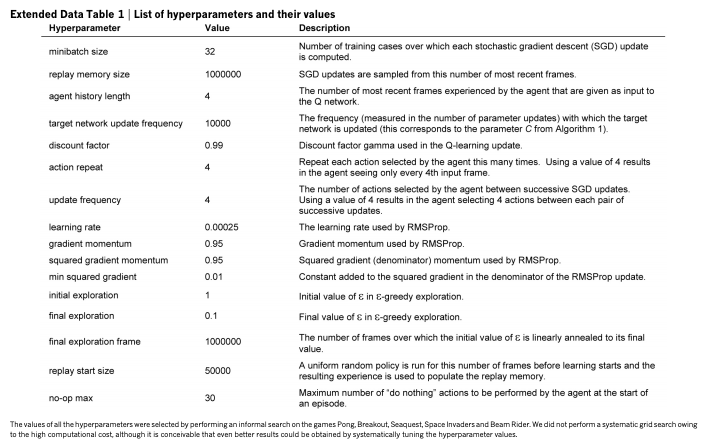 Extended Data Table 1 | List of hyperparameters and their values
Hyperparameter Value Description
minibatch size 32 Number of training cases over which each stochastic gradient descent (SGD) update
is computed.
replay memory size 1000000 SGD updates are sampled from this number of most recent frames.
agent history length 4 The number of most recent frames experienced by the agent that are given as input to
the Q network.
target network update frequency 10000 The frequency (measured in the number of parameter updates) with which the target
network is updated (this corresponds to the parameter C from Algorithm 1).
discount factor 0.99 Discount factor gamma used in the Q-learning update.
action repeat 4 Repeat each action selected by the agent this many times. Using a value of 4 results
in the agent seeing only every 4th input frame.
update frequency 4 The number of actions selected by the agent between successive SGD updates.
Using a value of 4 results in the agent selecting 4 actions between each pair of
successive updates.
learning rate 0.00025 The learning rate used by RMSProp.
gradient momentum 0.95 Gradient momentum used by RMSProp.
squared gradient momentum 0.95 Squared gradient (denominator) momentum used by RMSProp.
min squared gradient 0.01 Constant added to the squared gradient in the denominator of the RMSProp update.
initial exploration 1 Initial value of ε in ε-greedy exploration.
final exploration 0.1 Final value of ε in ε-greedy exploration.
final exploration frame 1000000 The number of frames over which the initial value of ε is linearly annealed to its final
value.
replay start size 50000 A uniform random policy is run for this number of frames before learning starts and the
resulting experience is used to populate the replay memory.
no-op max 30 Maximum number of "do nothing" actions to be performed by the agent at the start of
an episode.
The values of all the hyperparameters were selected by performing an informal search on the games Pong, Breakout, Seaquest, Space Invaders and Beam Rider. We did not perform a systematic grid search owing
to the high computational cost, although it is conceivable that even better results could be obtained by systematically tuning the hyperparameter values.